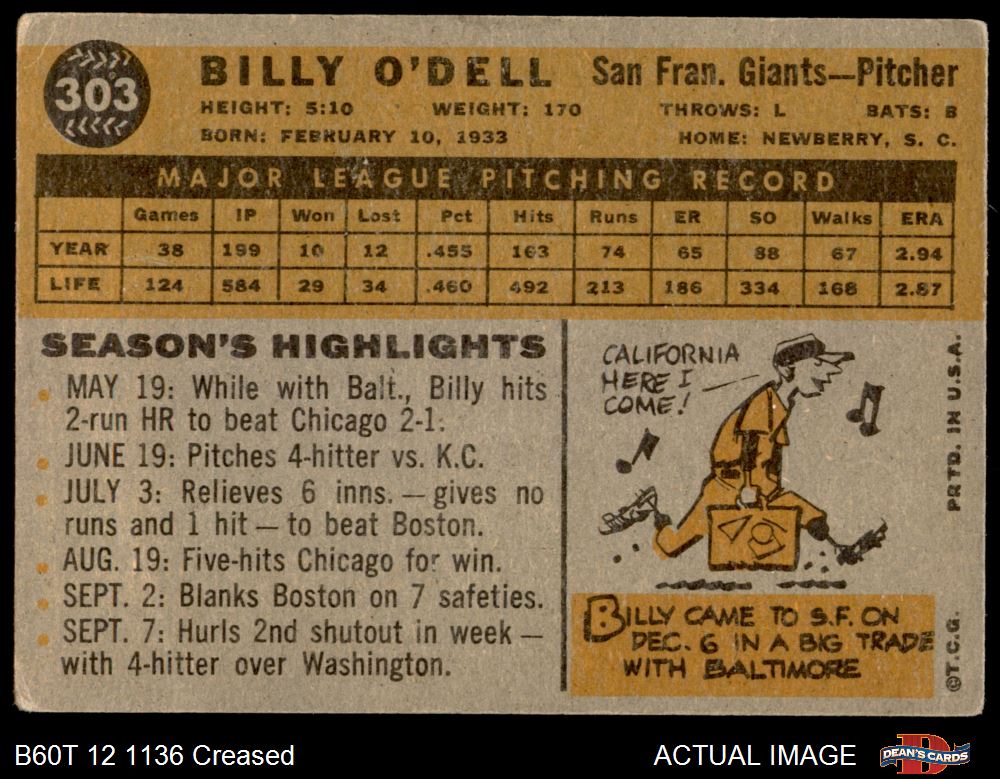 303
BILLY O'DELL San Fran. Giants—Pitcher
HEIGHT: 5:10 WEIGHT: 170 THROWS: L BATS: B
BORN: FEBRUARY 10, 1933 HOME: NEWBERRY, S. C.
MAJOR LEAGUE PITCHING RECORD
Games IP Won Lost Pct Hits Runs ER SO Walks ERA
YEAR 38 199 10 12 .455 163 74 65 88 67 2.94
LIFE 124 584 29 34 .460 492 213 186 334 168 2.87
SEASON'S HIGHLIGHTS
MAY 19: While with Balt., Billy hits
2-run HR to beat Chicago 2-1.
JUNE 19: Pitches 4-hitter vs. K.C.
JULY 3: Relieves 6 inns. — gives no
runs and 1 hit — to beat Boston.
AUG. 19: Five-hits Chicago for win.
SEPT. 2: Blanks Boston on 7 safeties.
SEPT. 7: Hurls 2nd shutout in week —
with 4-hitter over Washington.
CALIFORNIA
HERE I
COME!
BILLY CAME TO S.F. ON
DEC. 6 IN A BIG TRADE
WITH BALTIMORE
©T.C.G. PRTD. IN U.S.A.
B60T 12 1136 Creased ACTUAL IMAGE DEAN'S CARDS